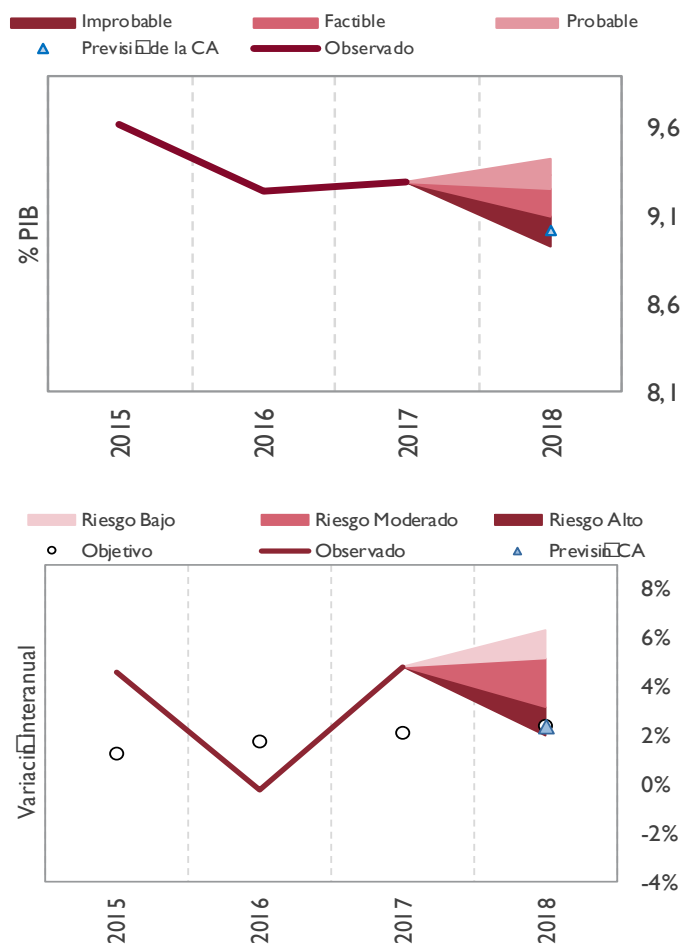 Improbable Factible Probable
Previsi□de la CA Observado
9,6
9,1
8,6
8,1
% PIB
2015 2016 2017 2018
Riesgo Bajo Riesgo Moderado Riesgo Alto
Objetivo Observado Previsin□CA
8%
6%
4%
2%
0%
-2%
-4%
Variaci□interanual
2015 2016 2017 2018